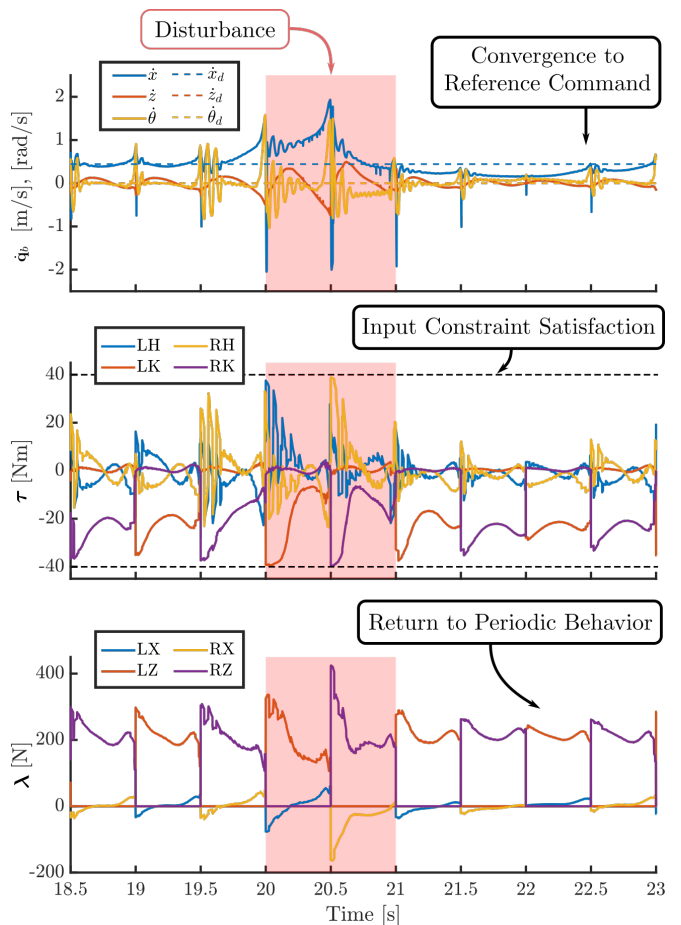 Disturbance
Convergence to
Reference Command
ẋ ẋ_d
ż ż_d
θ̇ θ̇_d
2
1
0
-1
-2
q̇_b [m/s], [rad/s]
Input Constraint Satisfaction
LH RH
LK RK
40
20
0
-20
-40
τ [Nm]
Return to Periodic Behavior
LX RX
LZ RZ
400
200
0
-200
λ [N]
18.5 19 19.5 20 20.5 21 21.5 22 22.5 23
Time [s]